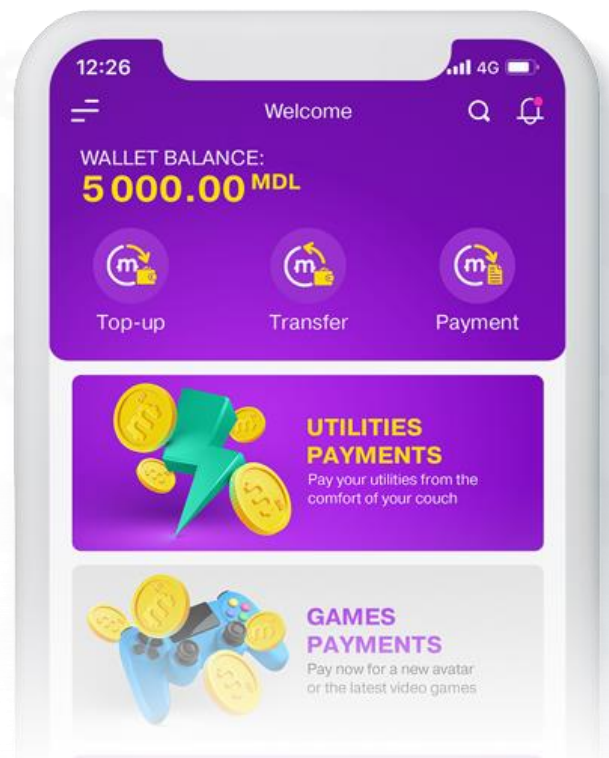 12:26
4G
Welcome
WALLET BALANCE:
5 000.00 MDL
Top-up
Transfer
Payment
UTILITIES
PAYMENTS
Pay your utilities from the
comfort of your couch
GAMES
PAYMENTS
Pay now for a new avatar
or the latest video games